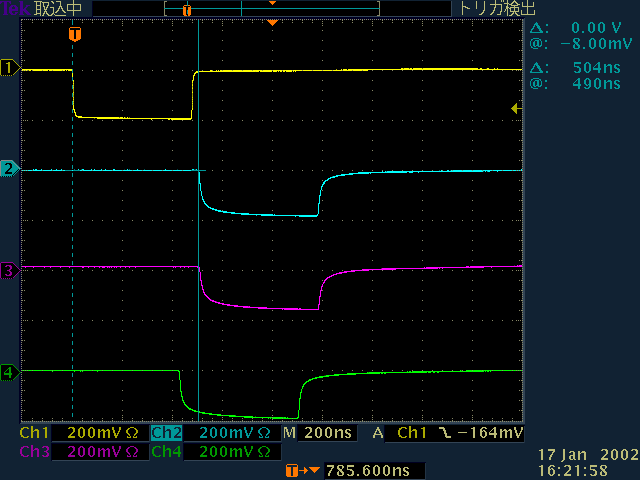 Tek 取込中 トリガ検出
T
T
Δ: 0.00 V
@: -8.00mV
Δ: 504ns
@: 490ns
1
2
3
4
Ch1 200mV Ω Ch2 200mV Ω M 200ns A Ch1 -164mV
Ch3 200mV Ω Ch4 200mV Ω
17 Jan 2002
T 785.600ns 16:21:58